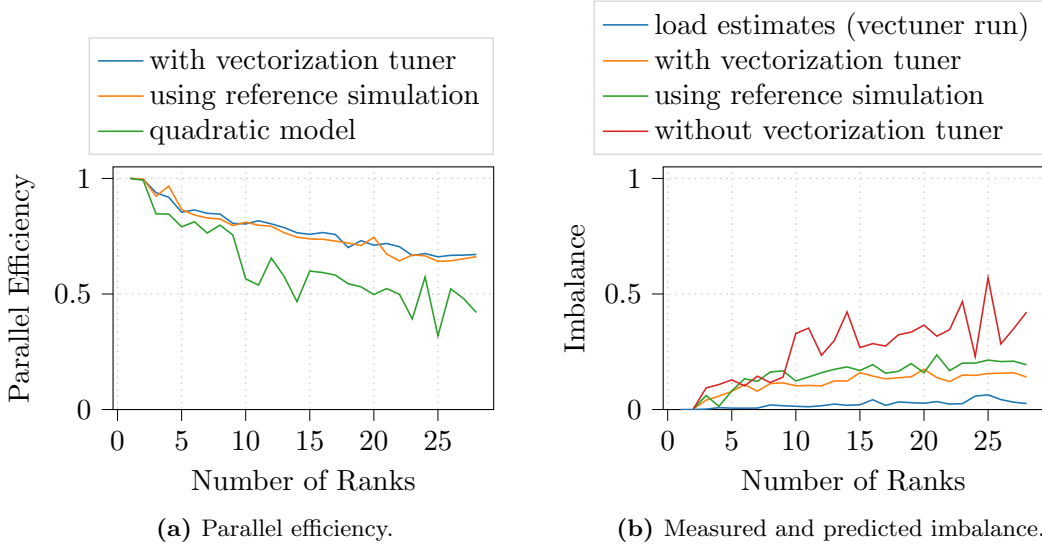 with vectorization tuner
using reference simulation
quadratic model
Parallel Efficiency
1
0.5
0
0 5 10 15 20 25
Number of Ranks
(a) Parallel efficiency.
load estimates (vectuner run)
with vectorization tuner
using reference simulation
without vectorization tuner
Imbalance
1
0.5
0
0 5 10 15 20 25
Number of Ranks
(b) Measured and predicted imbalance.